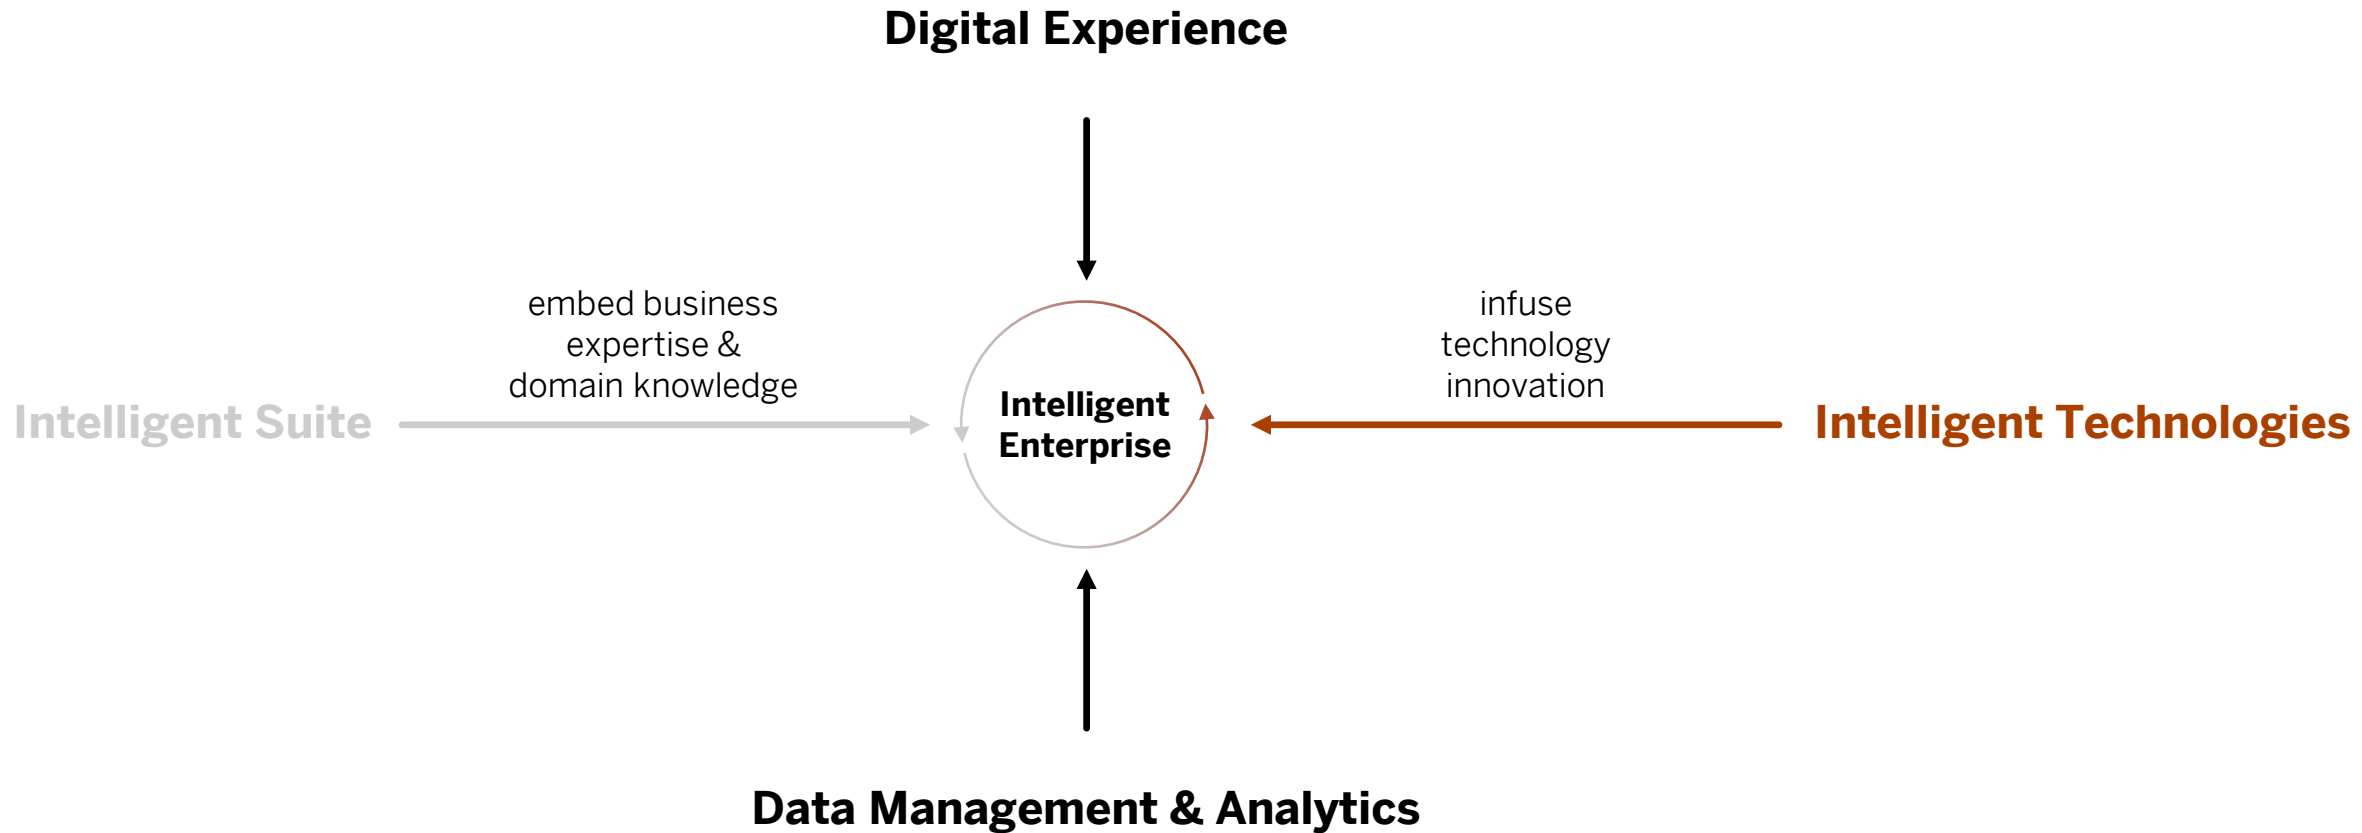 Digital Experience
embed business
expertise &
domain knowledge
infuse
technology
innovation
Intelligent Suite
Intelligent
Enterprise
Intelligent Technologies
Data Management & Analytics